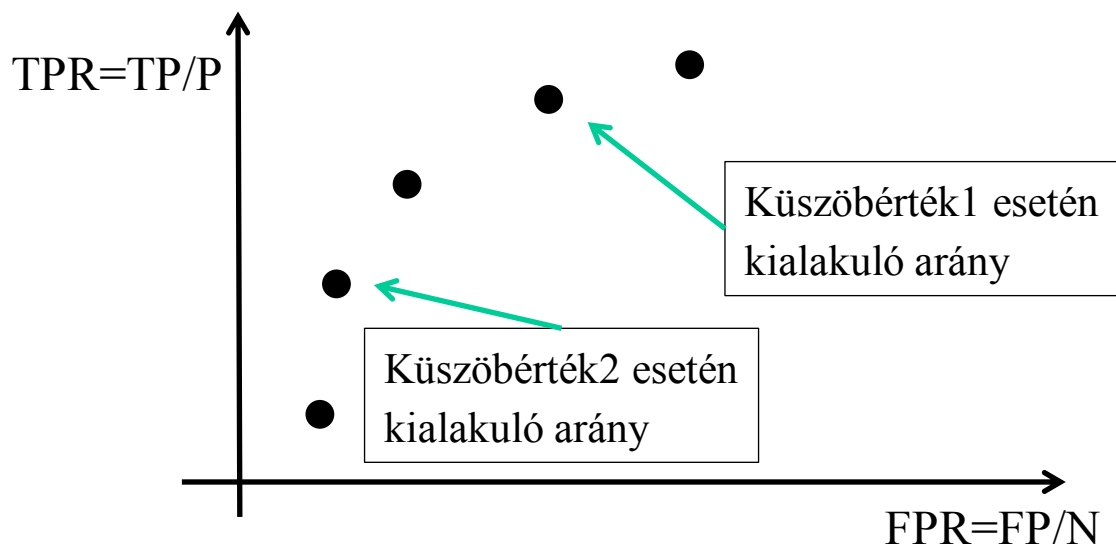 TPR=TP/P
Küszöbérték1 esetén
kialakuló arány
Küszöbérték2 esetén
kialakuló arány
FPR=FP/N